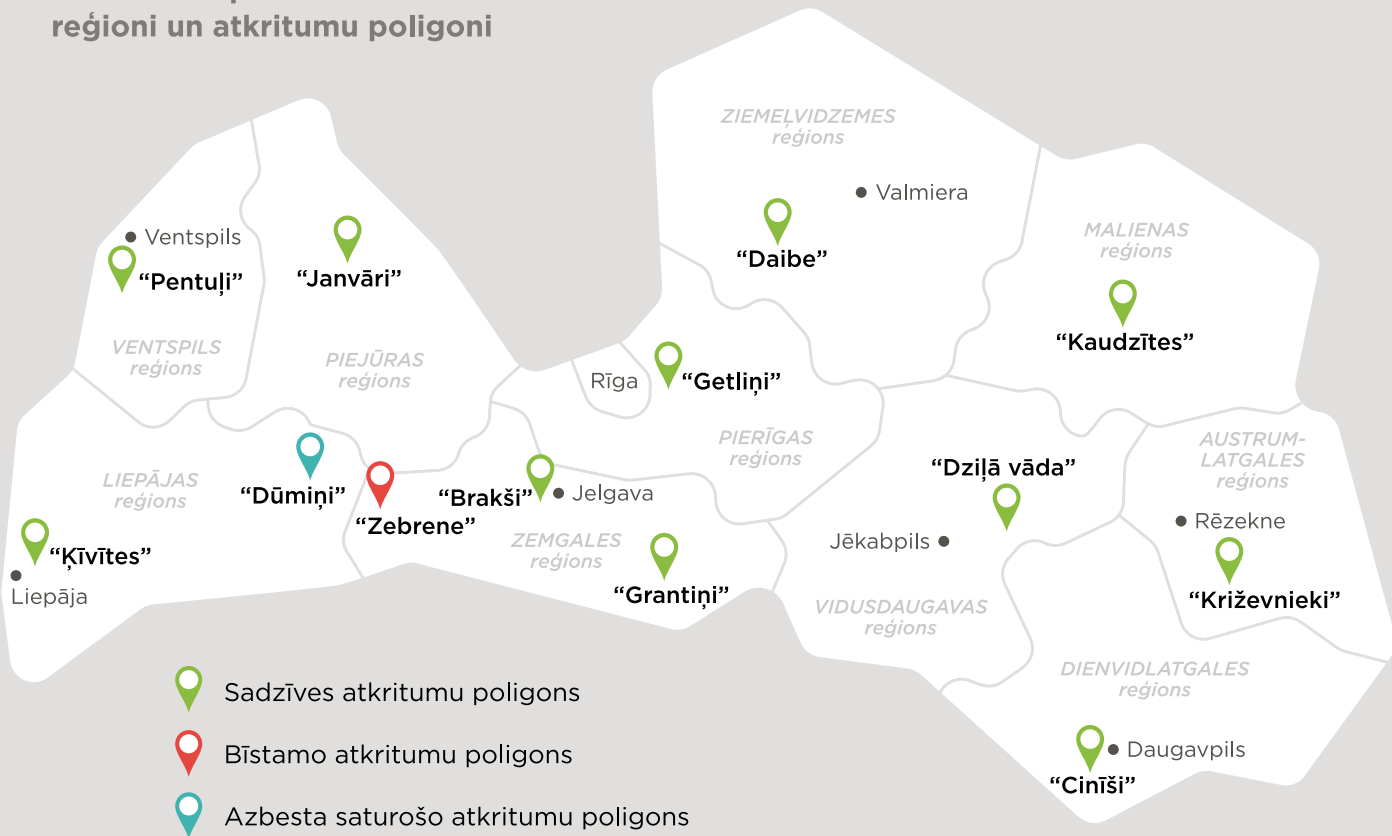 reģioni un atkritumu poligoni
ZIEMEĻVIDZEMES
reģions
Valmiera
“Daibe”
MALIENAS
reģions
“Kaudzītes”
Ventspils
“Pentuļi”
VENTSPILS
reģions
“Janvāri”
PIEJŪRAS
reģions
Rīga
“Getliņi”
PIERĪGAS
reģions
LIEPĀJAS
reģions
“Dūmiņi”
“Zebrene”
“Brakši”
Jelgava
ZEMGALES
reģions
“Grantiņi”
“Ķīvītes”
Liepāja
“Dziļā vāda”
Jēkabpils
VIDUSDAUGAVAS
reģions
AUSTRUM-
LATGALES
reģions
Rēzekne
“Križevnieki”
DIENVIDLATGALES
reģions
Daugavpils
“Cinīši”
Sadzīves atkritumu poligons
Bīstamo atkritumu poligons
Azbesta saturošo atkritumu poligons